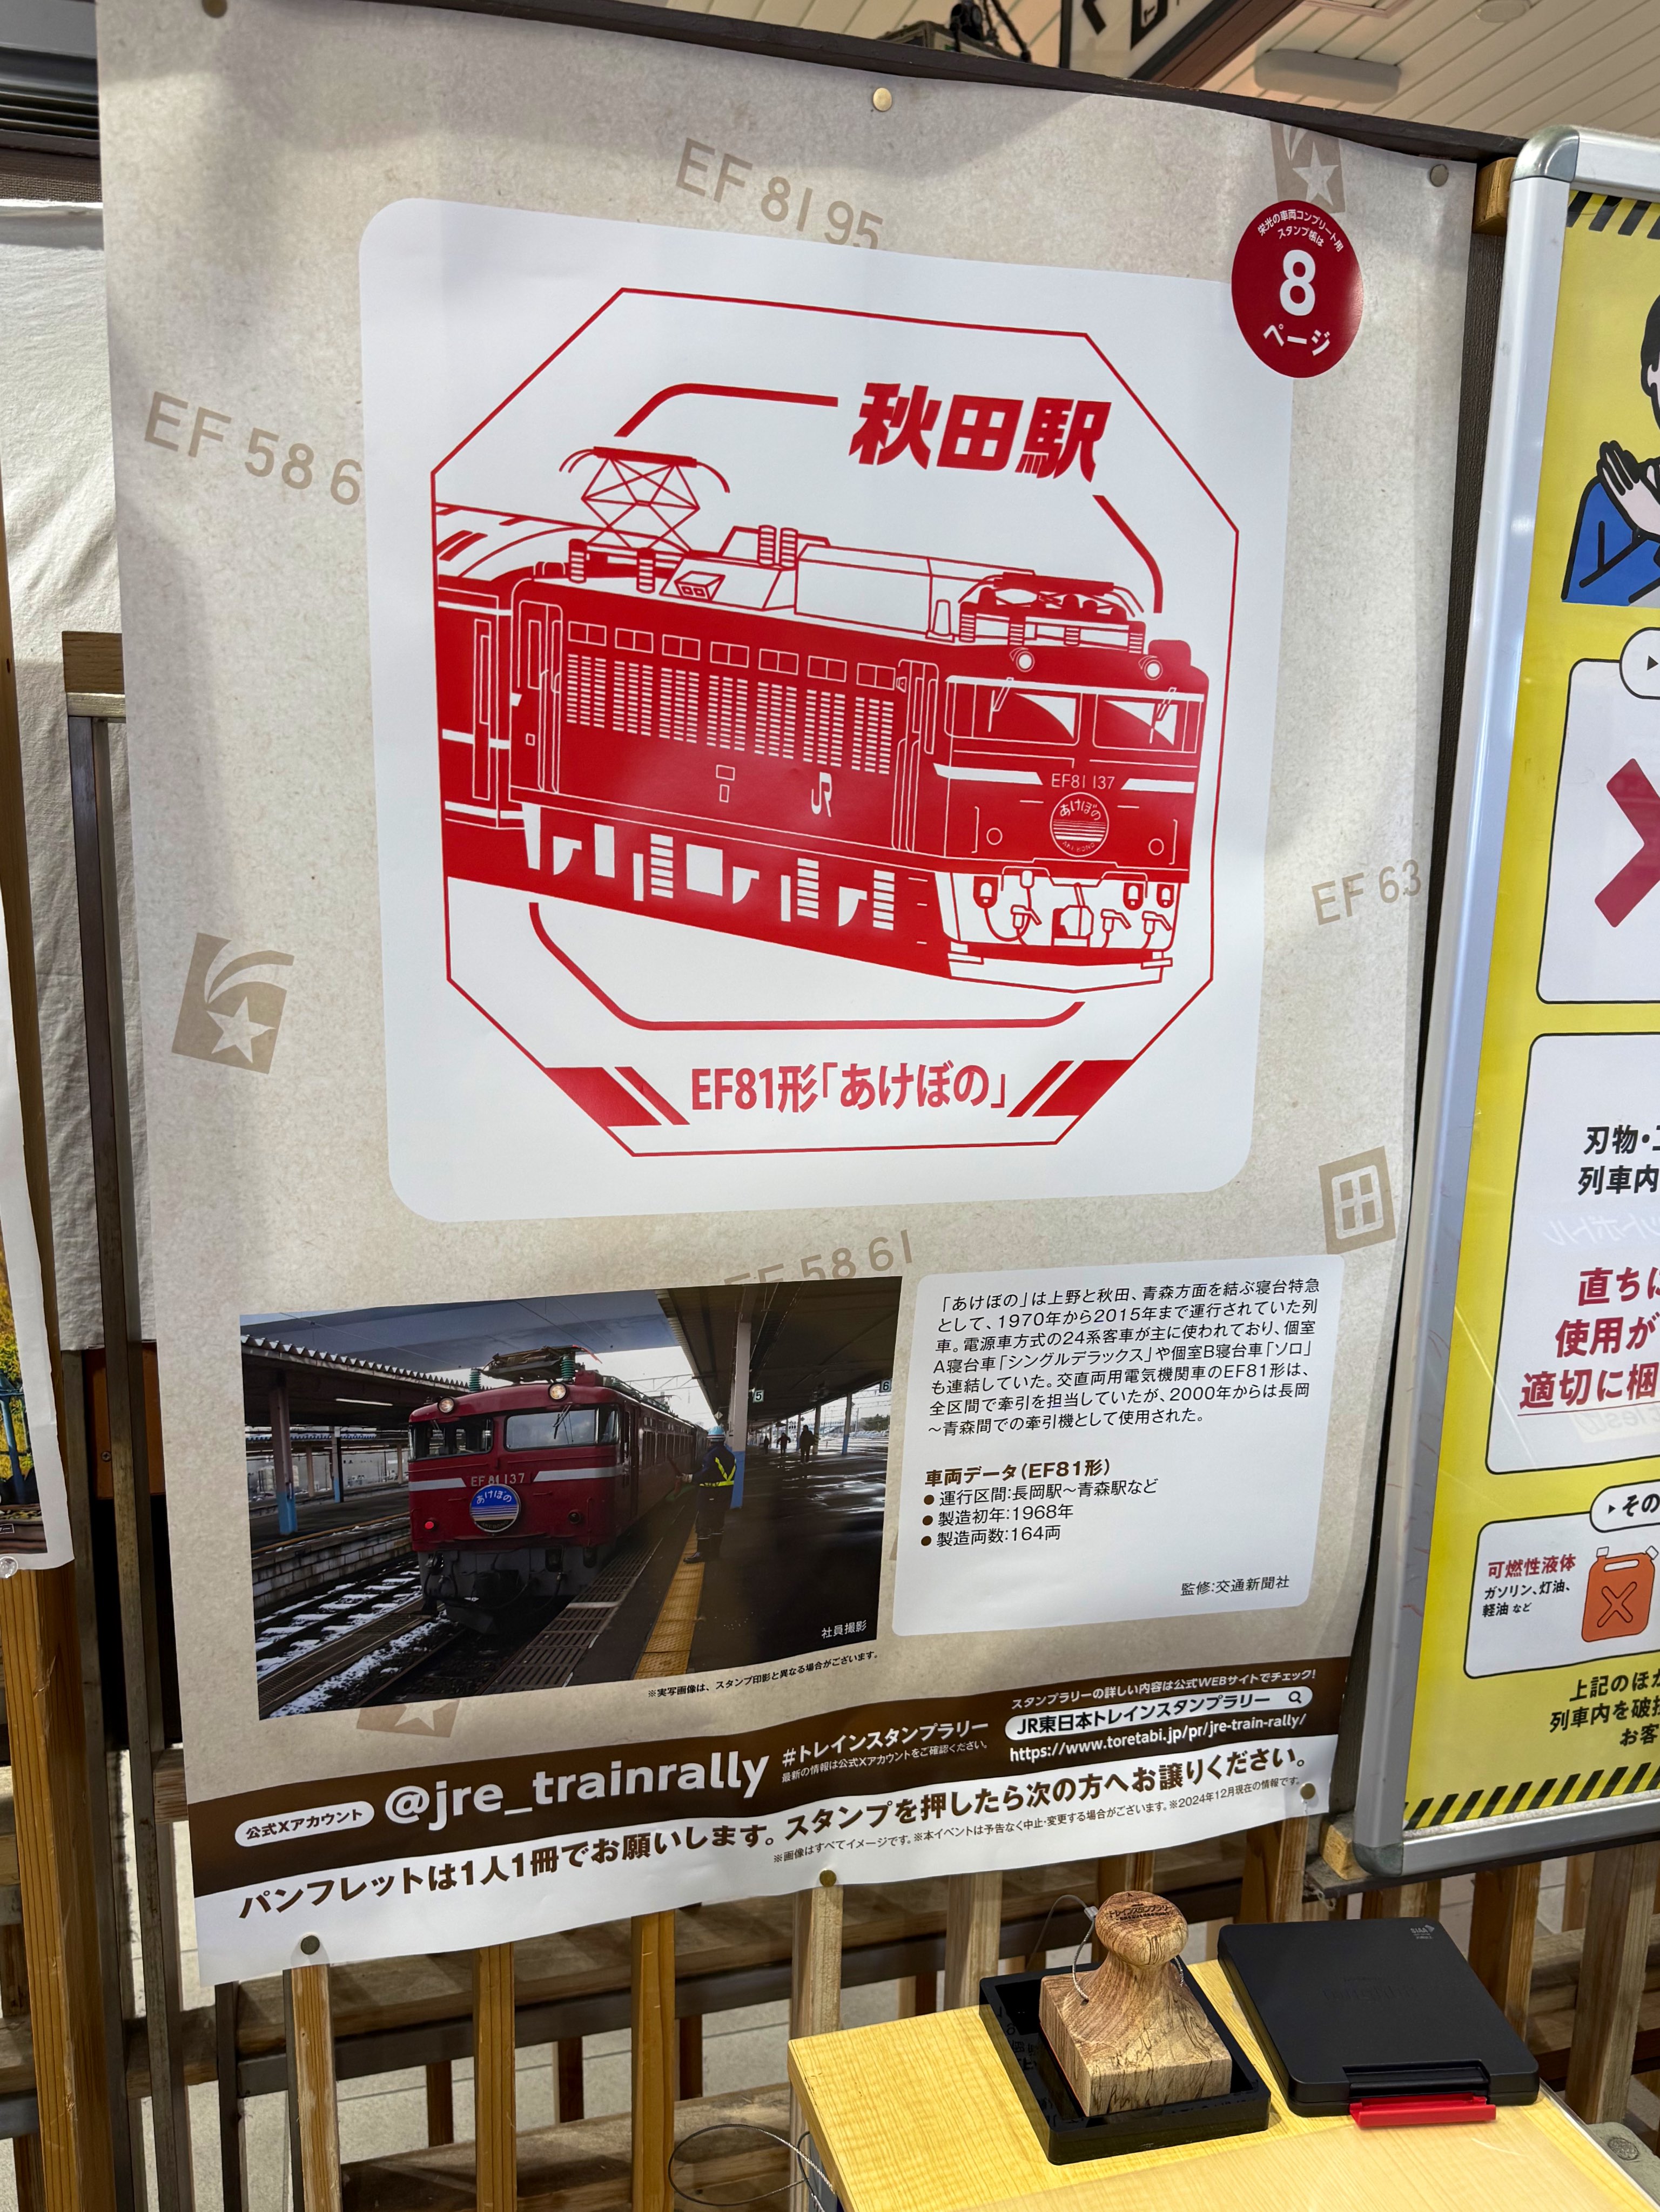 EF 81 95
栄光の車両コンプリート用
スタンプ帳は
8
ページ
EF 58 6
秋田駅
EF81 137
あけぼの
AKEBONO
JR
EF 63
EF81形「あけぼの」
EF 58 61
「あけぼの」は上野と秋田、青森方面を結ぶ寝台特急
として、1970年から2015年まで運行されていた列
車。電源車方式の24系客車が主に使われており、個室
A寝台車「シングルデラックス」や個室B寝台車「ソロ」
も連結していた。交直両用電気機関車のEF81形は、
全区間で牽引を担当していたが、2000年からは長岡
～青森間での牽引機として使用された。
車両データ（EF81形）
● 運行区間：長岡駅～青森駅など
● 製造初年：1968年
● 製造両数：164両
監修：交通新聞社
5
6
EF81 137
あけぼの
社員撮影
※実写画像は、スタンプ印影と異なる場合がございます。
公式Xアカウント
@jre_trainrally
#トレインスタンプラリー
最新の情報は公式Xアカウントをご確認ください。
スタンプラリーの詳しい内容は公式WEBサイトでチェック！
JR東日本トレインスタンプラリー
https://www.toretabi.jp/pr/jre-train-rally/
パンフレットは1人1冊でお願いします。スタンプを押したら次の方へお譲りください。
※画像はすべてイメージです。※本イベントは予告なく中止・変更する場合がございます。※2024年12月現在の情報です。
トレインスタンプラリー
刃物・
列車内
直ちに
使用が
適切に梱
その
可燃性液体
ガソリン、灯油、
軽油 など
上記のほか
列車内を破
お客